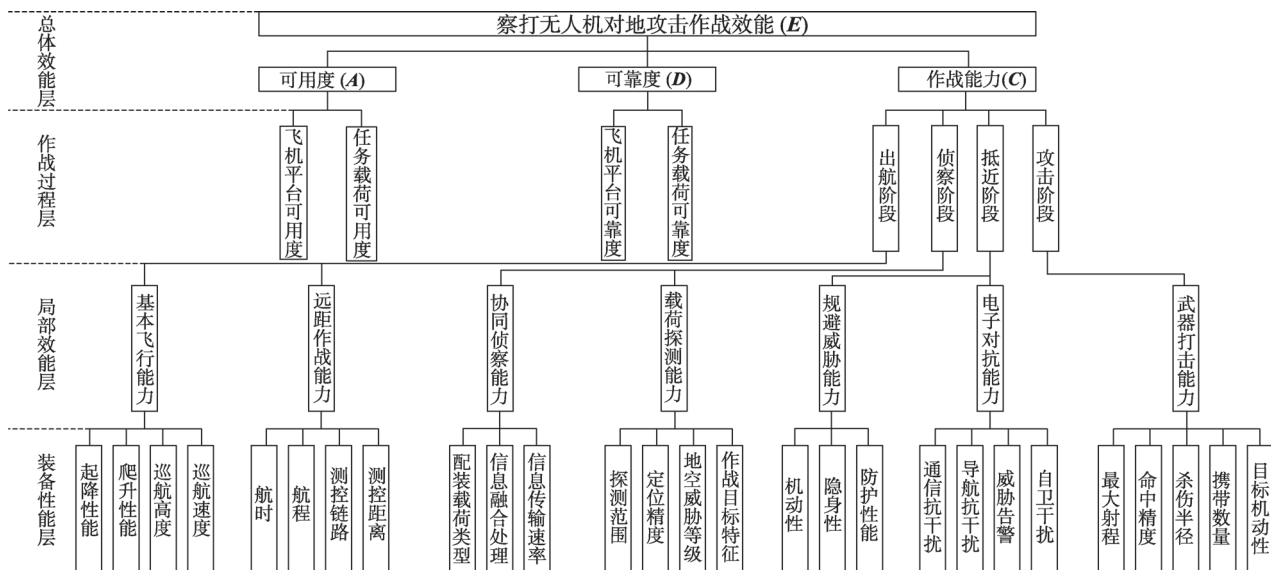 总体效能层
察打无人机对地攻击作战效能(E)
可用度(A)
可靠度(D)
作战能力(C)
作战过程层
飞机平台可用度
任务载荷可用度
飞机平台可靠度
任务载荷可靠度
出航阶段
侦察阶段
抵近阶段
攻击阶段
局部效能层
基本飞行能力
远距作战能力
协同侦察能力
载荷探测能力
规避威胁能力
电子对抗能力
武器打击能力
装备性能层
起降性能
爬升性能
巡航高度
巡航速度
航时
航程
测控链路
测控距离
配装载荷类型
信息融合处理
信息传输速率
探测范围
定位精度
地空威胁等级
作战目标特征
机动性
隐身性
防护性能
通信抗干扰
导航抗干扰
威胁告警
自卫干扰
最大射程
命中精度
杀伤半径
携带数量
目标机动性